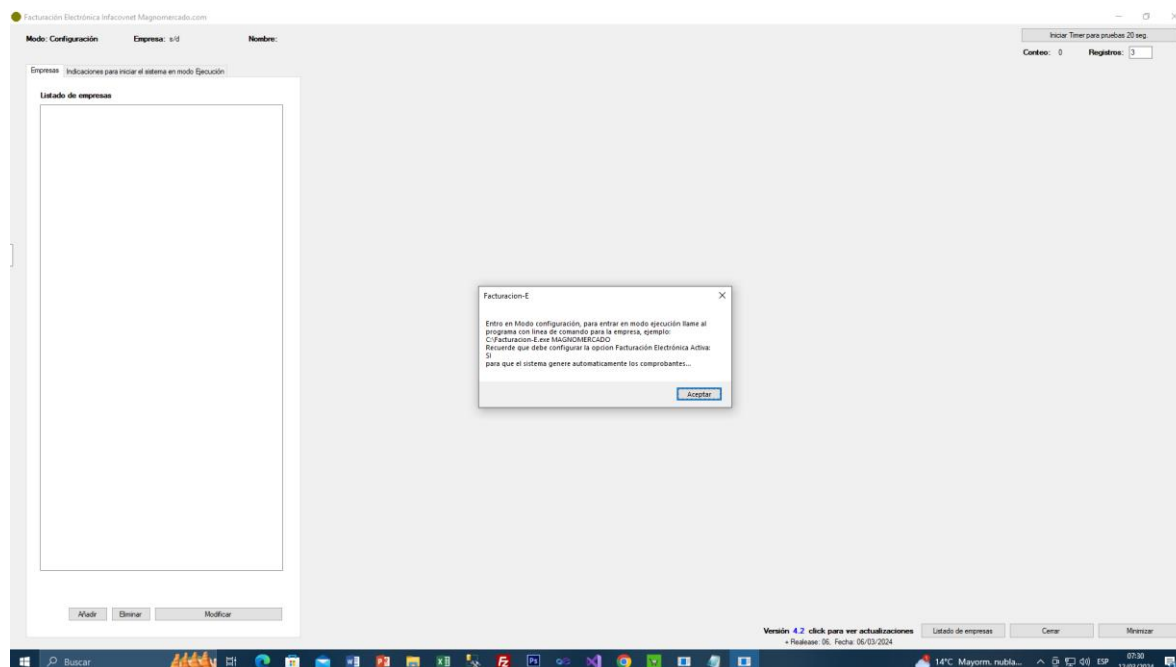 Facturación Electrónica Infacovnet Magnomercado.com
Modo: Configuración Empresa: s/d Nombre:
Iniciar Timer para pruebas 20 seg.
Conteo: 0 Registros: 3
Empresas Indicaciones para iniciar el sistema en modo Ejecución
Listado de empresas
Facturacion-E
Entro en Modo configuración, para entrar en modo ejecución llame al
programa con linea de comando para la empresa, ejemplo:
C:\Facturacion-E.exe MAGNOMERCADO
Recuerde que debe configurar la opcion Facturación Electrónica Activa:
SI
para que el sistema genere automaticamente los comprobantes...
Aceptar
Añadir Eliminar Modificar
Versión 4.2 click para ver actualizaciones Listado de empresas Cerrar Minimizar
+ Realease: 06. Fecha: 06/03/2024
Buscar
14°C Mayorm. nubla... ESP 07:30